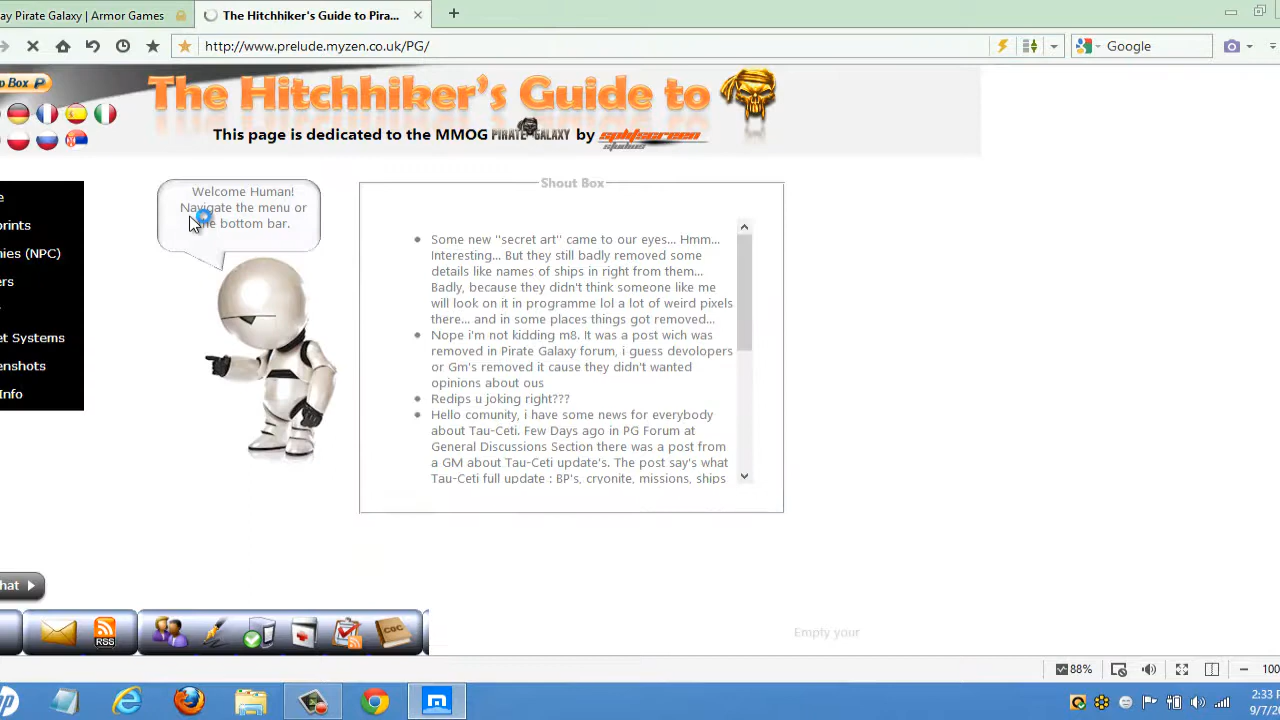 ay Pirate Galaxy | Armor Games
The Hitchhiker's Guide to Pira...
http://www.prelude.myzen.co.uk/PG/
Google
p Box P
The Hitchhiker's Guide to
This page is dedicated to the MMOG PIRATE GALAXY by splitscreen studios
e
prints
mies (NPC)
ers
et Systems
enshots
Info
Welcome Human!
Navigate the menu or
the bottom bar.
Shout Box
Some new "secret art" came to our eyes... Hmm...
Interesting... But they still badly removed some
details like names of ships in right from them...
Badly, because they didn't think someone like me
will look on it in programme lol a lot of weird pixels
there... and in some places things got removed...
Nope i'm not kidding m8. It was a post wich was
removed in Pirate Galaxy forum, i guess devolopers
or Gm's removed it cause they didn't wanted
opinions about ous
Redips u joking right???
Hello comunity, i have some news for everybody
about Tau-Ceti. Few Days ago in PG Forum at
General Discussions Section there was a post from
a GM about Tau-Ceti update's. The post say's what
Tau-Ceti full update : BP's, cryonite, missions, ships
hat
RSS
COC
Empty your
88%
100
hp
2:33 P
9/7/20